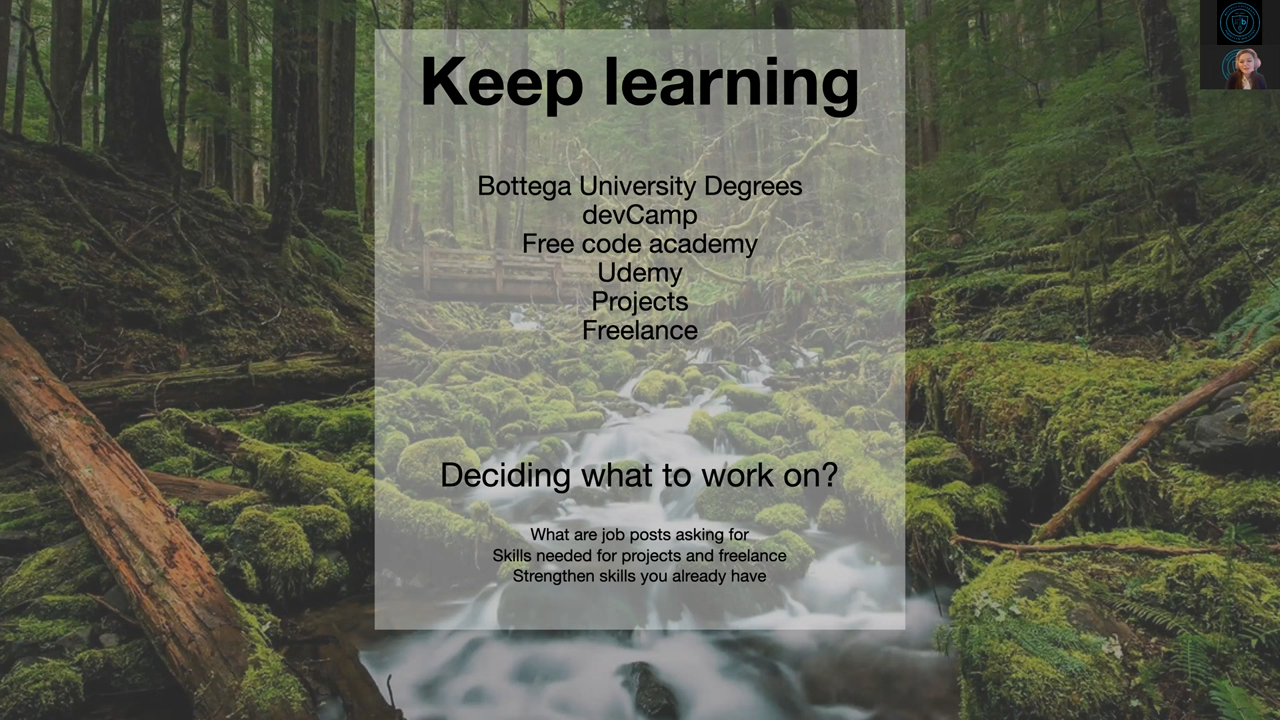 Keep learning
Bottega University Degrees
devCamp
Free code academy
Udemy
Projects
Freelance
Deciding what to work on?
What are job posts asking for
Skills needed for projects and freelance
Strengthen skills you already have